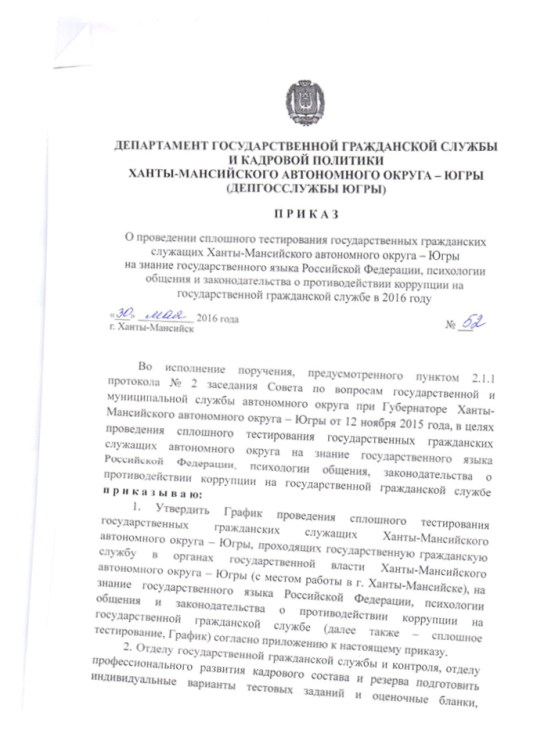 ДЕПАРТАМЕНТ ГОСУДАРСТВЕННОЙ ГРАЖДАНСКОЙ СЛУЖБЫ
И КАДРОВОЙ ПОЛИТИКИ
ХАНТЫ-МАНСИЙСКОГО АВТОНОМНОГО ОКРУГА – ЮГРЫ
(ДЕПГОССЛУЖБЫ ЮГРЫ)
П Р И К А З
О проведении сплошного тестирования государственных гражданских
служащих Ханты-Мансийского автономного округа – Югры
на знание государственного языка Российской Федерации, психологии
общения и законодательства о противодействии коррупции на
государственной гражданской службе в 2016 году
«30» мая 2016 года
г. Ханты-Мансийск
№ 52
Во исполнение поручения, предусмотренного пунктом 2.1.1
протокола № 2 заседания Совета по вопросам государственной и
муниципальной службы автономного округа при Губернаторе Ханты-
Мансийского автономного округа – Югры от 12 ноября 2015 года, в целях
проведения сплошного тестирования государственных гражданских
служащих автономного округа на знание государственного языка
Российской Федерации, психологии общения, законодательства о
противодействии коррупции на государственной гражданской службе
п р и к а з ы в а ю:
1. Утвердить График проведения сплошного тестирования
государственных гражданских служащих Ханты-Мансийского
автономного округа – Югры, проходящих государственную гражданскую
службу в органах государственной власти Ханты-Мансийского
автономного округа – Югры (с местом работы в г. Ханты-Мансийске), на
знание государственного языка Российской Федерации, психологии
общения и законодательства о противодействии коррупции на
государственной гражданской службе (далее также – сплошное
тестирование, График) согласно приложению к настоящему приказу.
2. Отделу государственной гражданской службы и контроля, отделу
профессионального развития кадрового состава и резерва подготовить
индивидуальные варианты тестовых заданий и оценочные бланки,